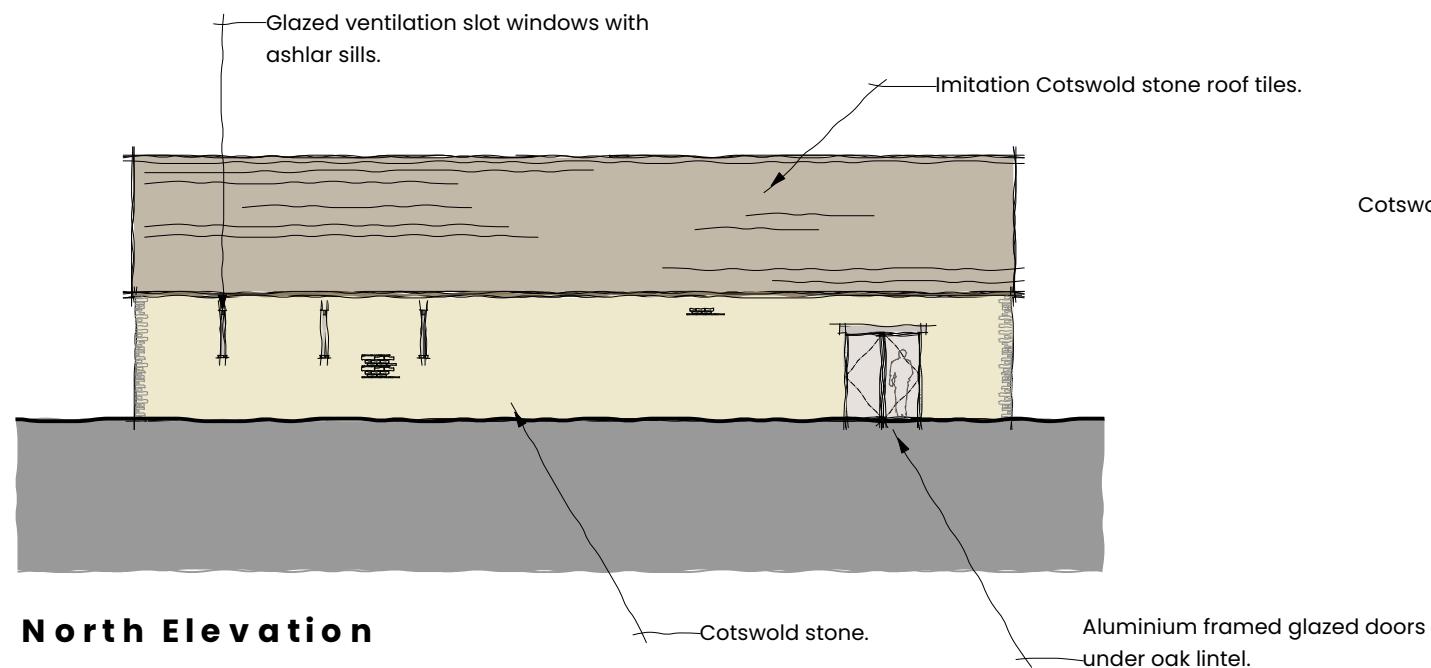 Glazed ventilation slot windows with
ashlar sills.
Imitation Cotswold stone roof tiles.
North Elevation
Cotswold stone.
Aluminium framed glazed doors
under oak lintel.